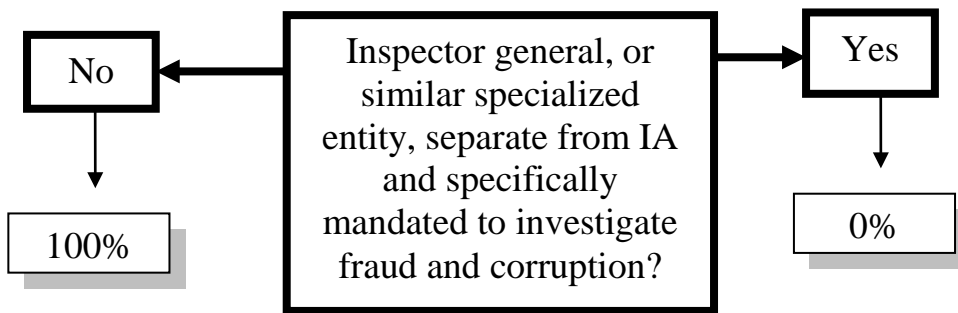 No
100%
Inspector general, or
similar specialized
entity, separate from IA
and specifically
mandated to investigate
fraud and corruption?
Yes
0%